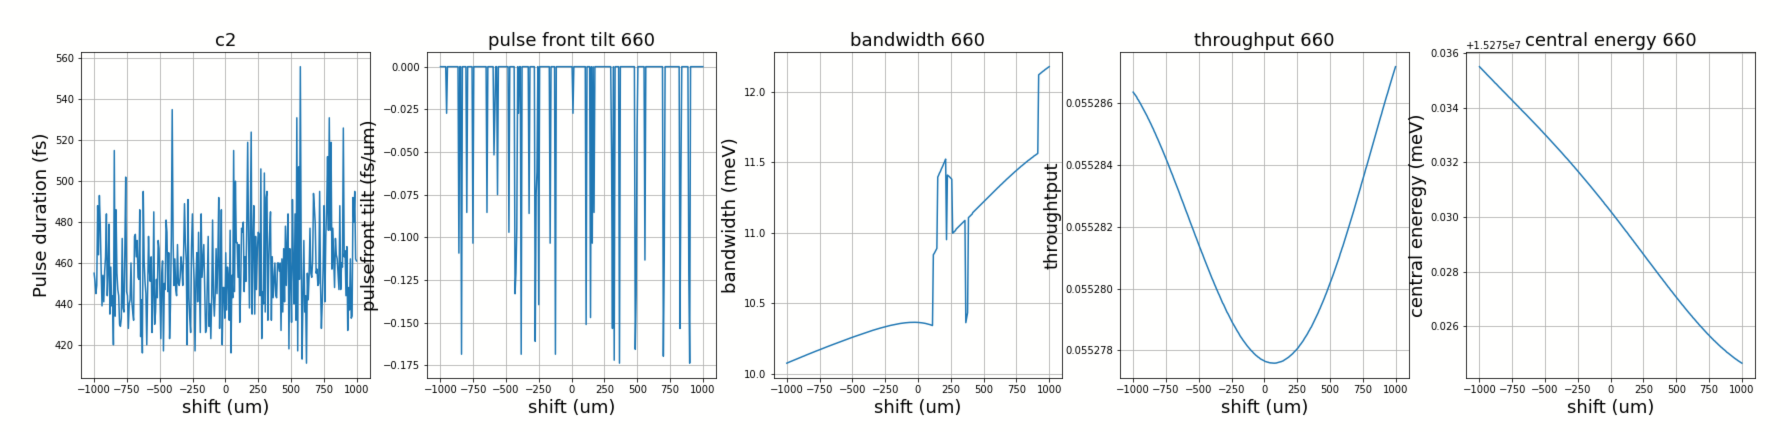 c2
Pulse duration (fs)
560
540
520
500
480
460
440
420
−1000 −750 −500 −250 0 250 500 750 1000
shift (um)
pulse front tilt 660
pulsefront tilt (fs/um)
0.000
−0.025
−0.050
−0.075
−0.100
−0.125
−0.150
−0.175
−1000 −750 −500 −250 0 250 500 750 1000
shift (um)
bandwidth 660
bandwidth (meV)
12.0
11.5
11.0
10.5
10.0
−1000 −750 −500 −250 0 250 500 750 1000
shift (um)
throughput 660
throughtput
0.055286
0.055284
0.055282
0.055280
0.055278
−1000 −750 −500 −250 0 250 500 750 1000
shift (um)
+1.5275e7 central energy 660
central eneregy (meV)
0.036
0.034
0.032
0.030
0.028
0.026
−1000 −750 −500 −250 0 250 500 750 1000
shift (um)